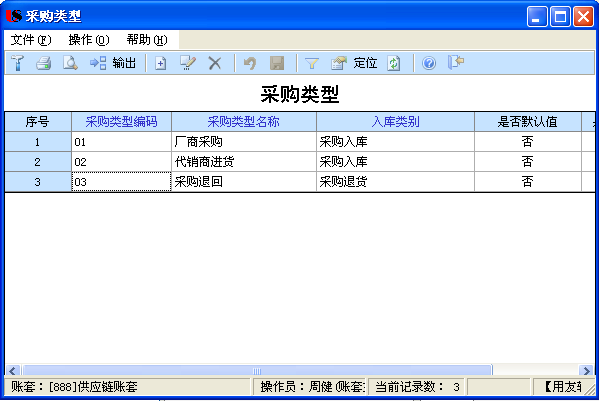 采购类型
文件(F) 操作(O) 帮助(H)
输出 定位
采购类型
序号 采购类型编码 采购类型名称 入库类别 是否默认值
1 01 厂商采购 采购入库 否
2 02 代销商进货 采购入库 否
3 03 采购退回 采购退货 否
账套：[888]供应链账套 操作员：周健(账套 当前记录数： 3 【用友软